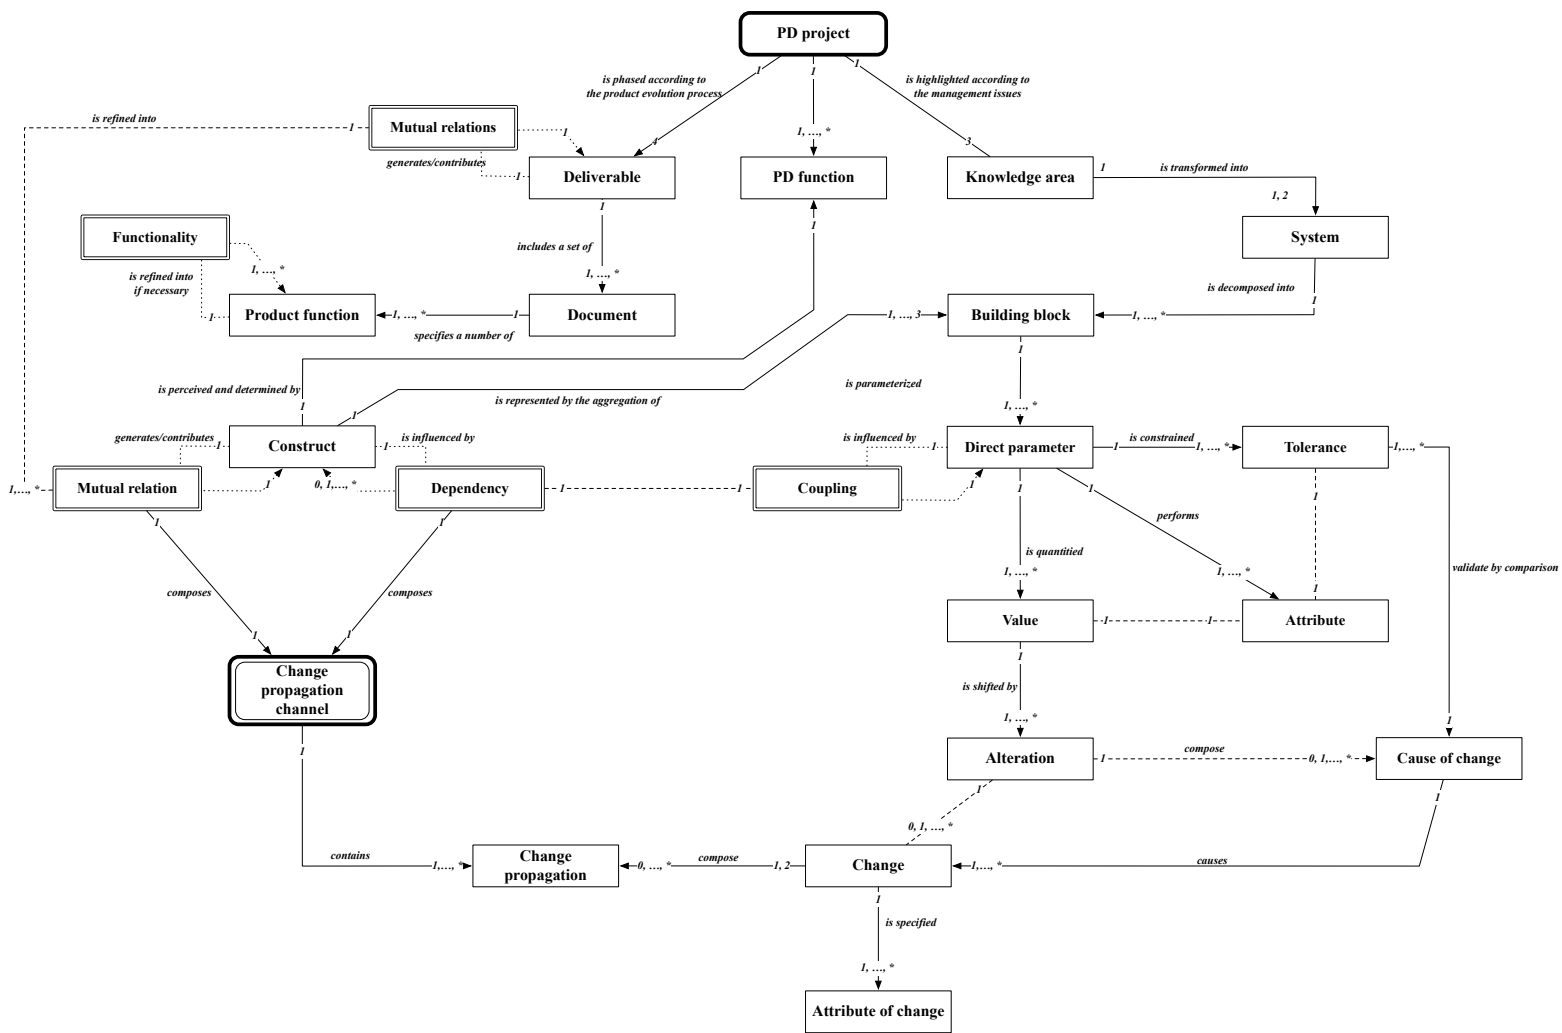 PD project
1
1
1
is phased according to
the product evolution process
is highlighted according to
the management issues
is refined into
1
Mutual relations
1
4
1, …, *
3
generates/contributes
1
Deliverable
PD function
Knowledge area
1
is transformed into
1, 2
1
1
Functionality
System
includes a set of
is refined into
if necessary
1, …, *
1, …, *
is decomposed into
1
1
Product function
1, …, *
1
Document
1, …, 3
Building block
1, …, *
specifies a number of
1
is perceived and determined by
is parameterized
1
1
is represented by the aggregation of
1, …, *
generates/contributes
1
Construct
1
is influenced by
is influenced by
1
Direct parameter
1
is constrained
1, …, *
Tolerance
1,…, *
1,…, *
Mutual relation
1
0, 1,…, *
Dependency
1
1
Coupling
1
1
1
1
1
1
performs
is quantitied
composes
composes
1, …, *
1, …, *
validate by comparison
1
1
1
Value
1
1
Attribute
1
Change
propagation
channel
is shifted by
1
1, …, *
1
Alteration
1
compose
0, 1,…, *
Cause of change
1
1
0, 1, …, *
contains
1,…, *
Change
propagation
0, …, *
compose
1, 2
Change
1,…, *
causes
1
is specified
1, …, *
Attribute of change